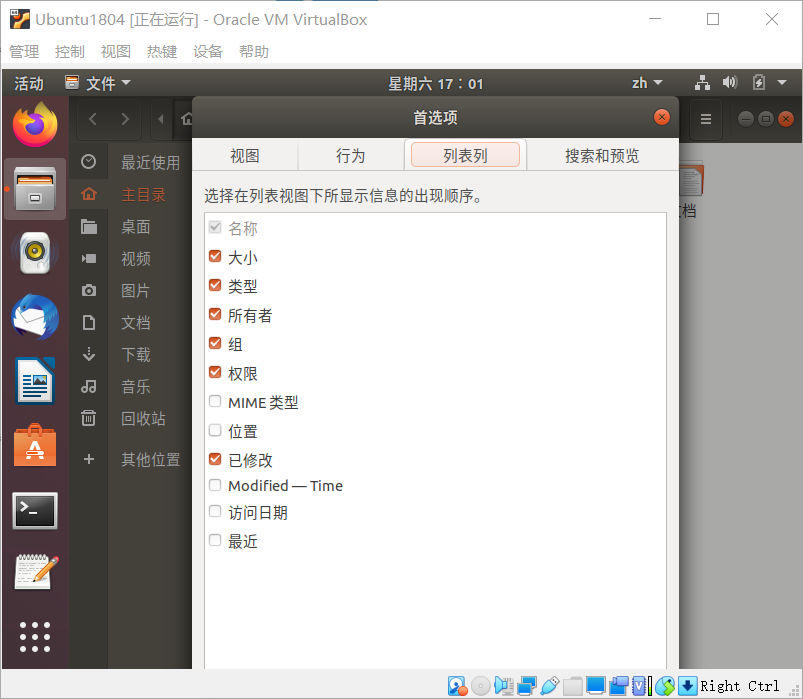 Ubuntu1804 [正在运行] - Oracle VM VirtualBox
管理 控制 视图 热键 设备 帮助
活动 文件 星期六 17：01 zh
首选项
视图 行为 列表列 搜索和预览
选择在列表视图下所显示信息的出现顺序。
最近使用
主目录
桌面
视频
图片
文档
下载
音乐
回收站
其他位置
名称
大小
类型
所有者
组
权限
MIME 类型
位置
已修改
Modified — Time
访问日期
最近
档
Right Ctrl